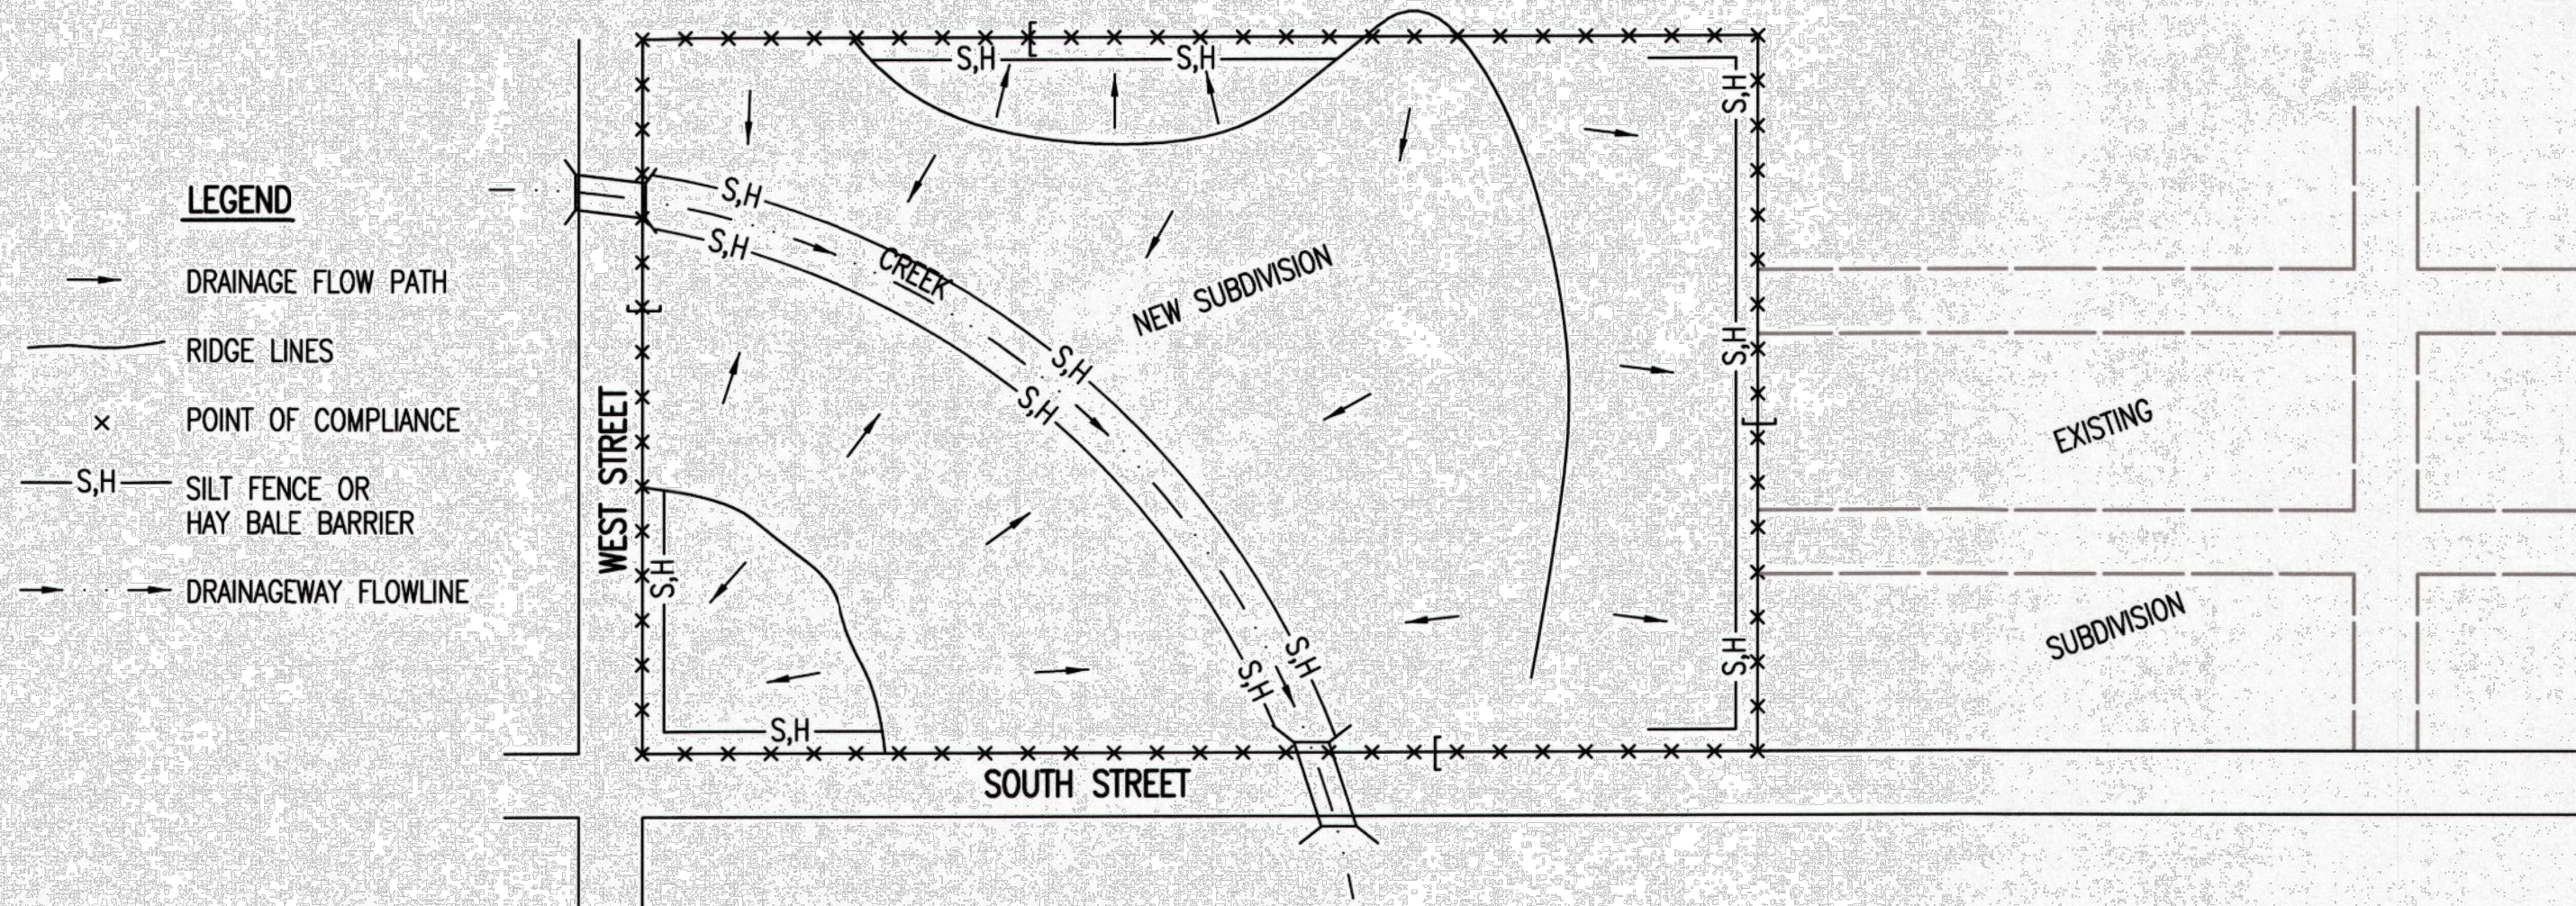 LEGEND
DRAINAGE FLOW PATH
RIDGE LINES
× POINT OF COMPLIANCE
S,H SILT FENCE OR
HAY BALE BARRIER
DRAINAGEWAY FLOWLINE
S,H S,H
S,H
S,H
S,H
CREEK
NEW SUBDIVISION
S,H
S,H
S,H
WEST STREET
S,H
S,H
S,H
S,H
S,H
SOUTH STREET
EXISTING
SUBDIVISION